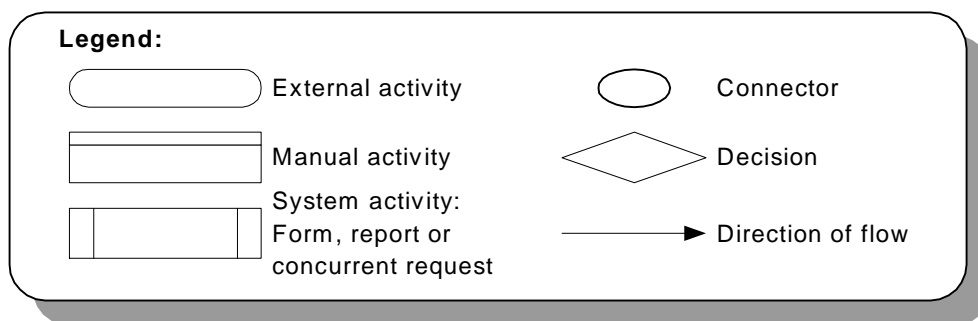 Legend:
External activity
Connector
Manual activity
Decision
System activity:
Form, report or
concurrent request
Direction of flow